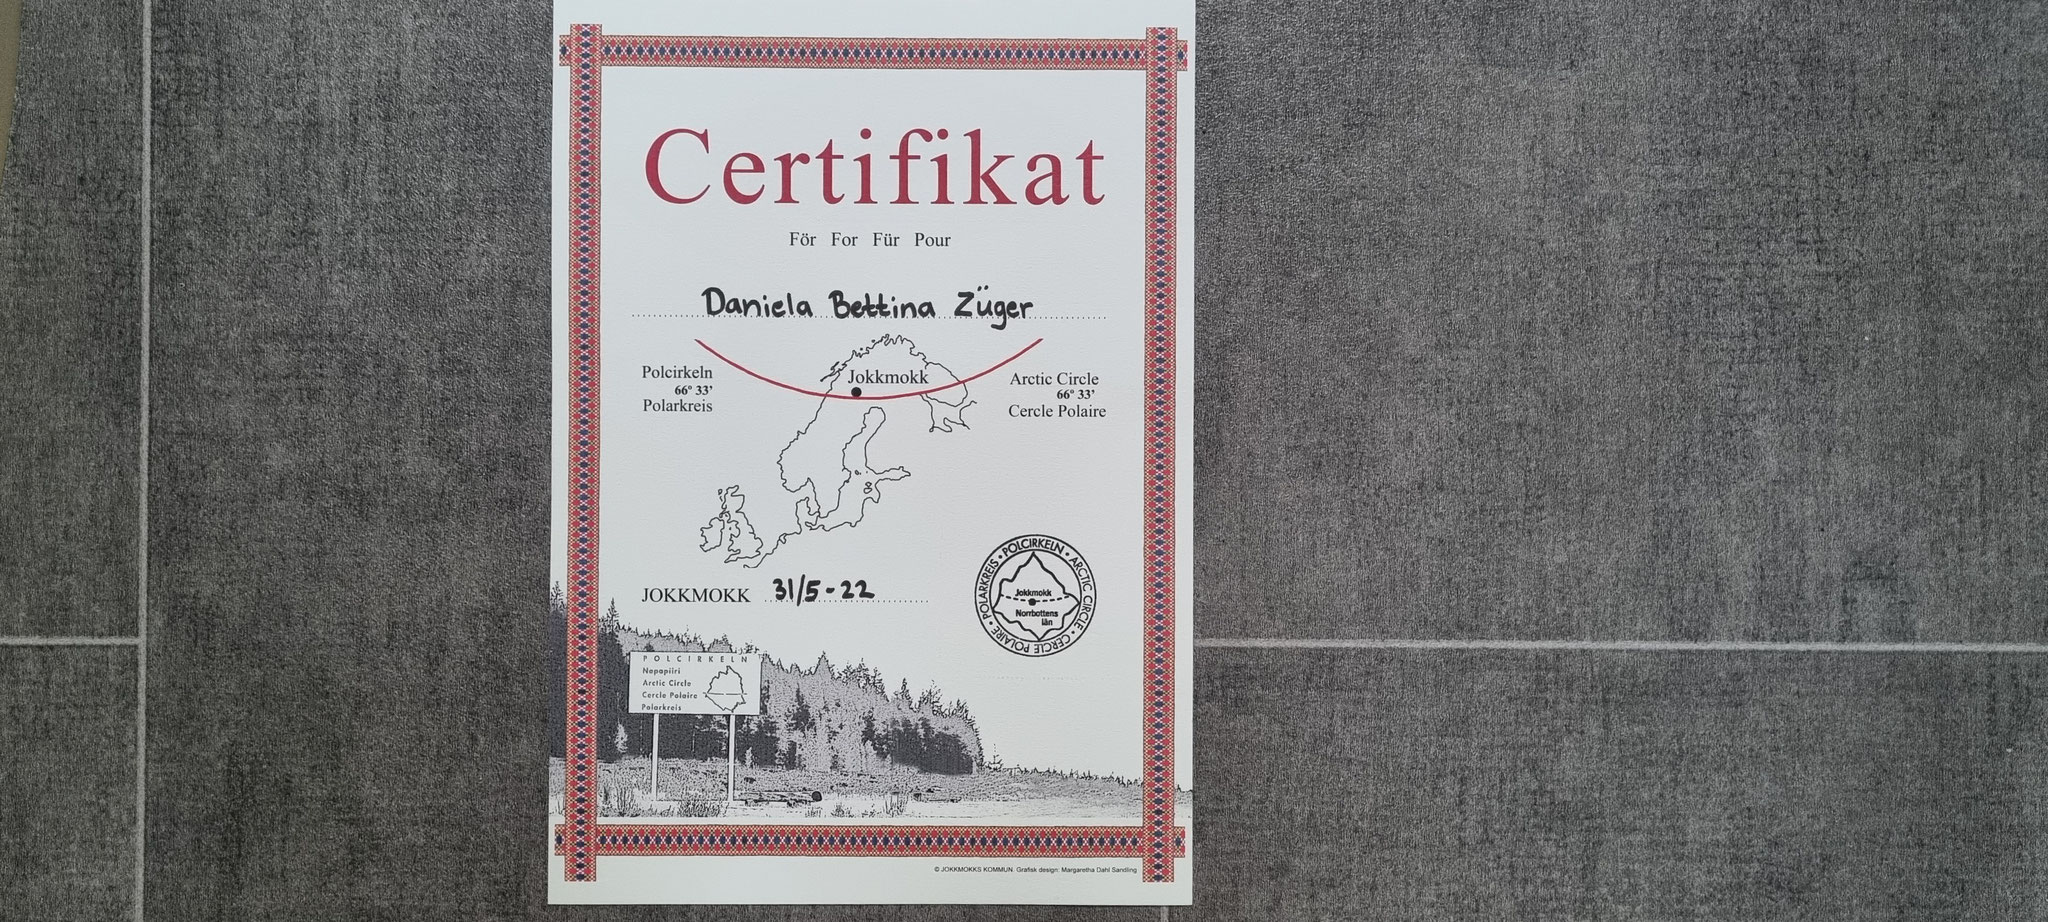 Certifikat
För For Für Pour
Daniela Bettina Züger
Jokkmokk
Polcirkeln
66° 33'
Polarkreis
Arctic Circle
66° 33'
Cercle Polaire
JOKKMOKK 31/5-22
POLCIRKELN • ARCTIC CIRCLE • CERCLE POLAIRE • POLARKREIS •
Jokkmokk
Norrbottens
län
POLCIRKELN
Napapiiri
Arctic Circle
Cercle Polaire
Polarkreis
© JOKKMOKKS KOMMUN. Grafisk design: Margaretha Dahl Sandling